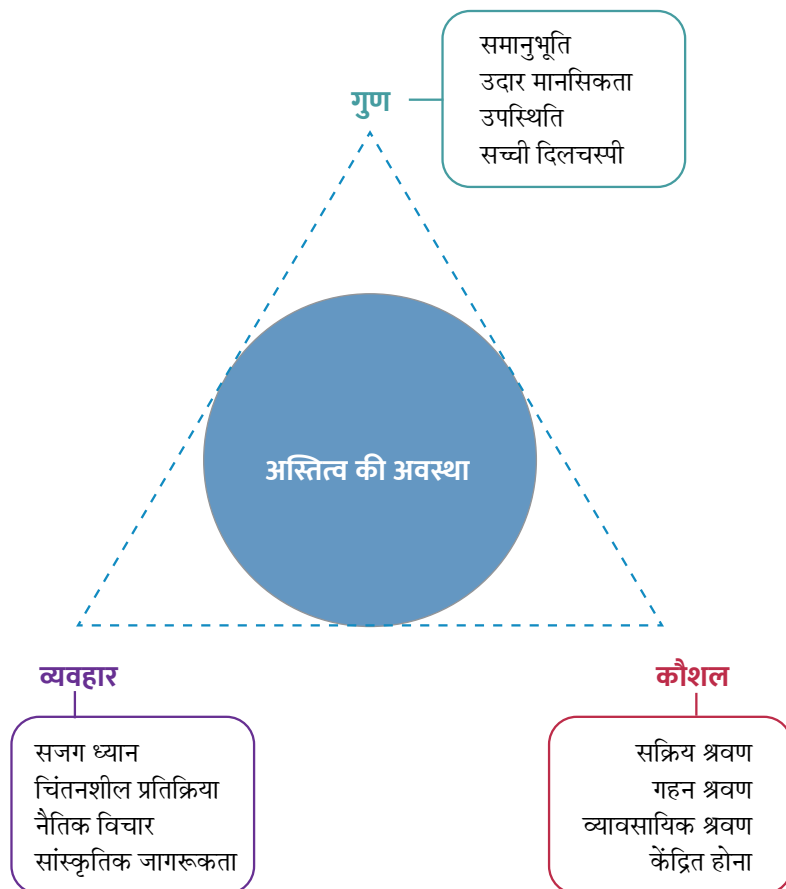 समानुभूति
उदार मानसिकता
उपस्थिति
सच्ची दिलचस्पी
गुण
अस्तित्व की अवस्था
व्यवहार
सजग ध्यान
चिंतनशील प्रतिक्रिया
नैतिक विचार
सांस्कृतिक जागरूकता
कौशल
सक्रिय श्रवण
गहन श्रवण
व्यावसायिक श्रवण
केंद्रित होना